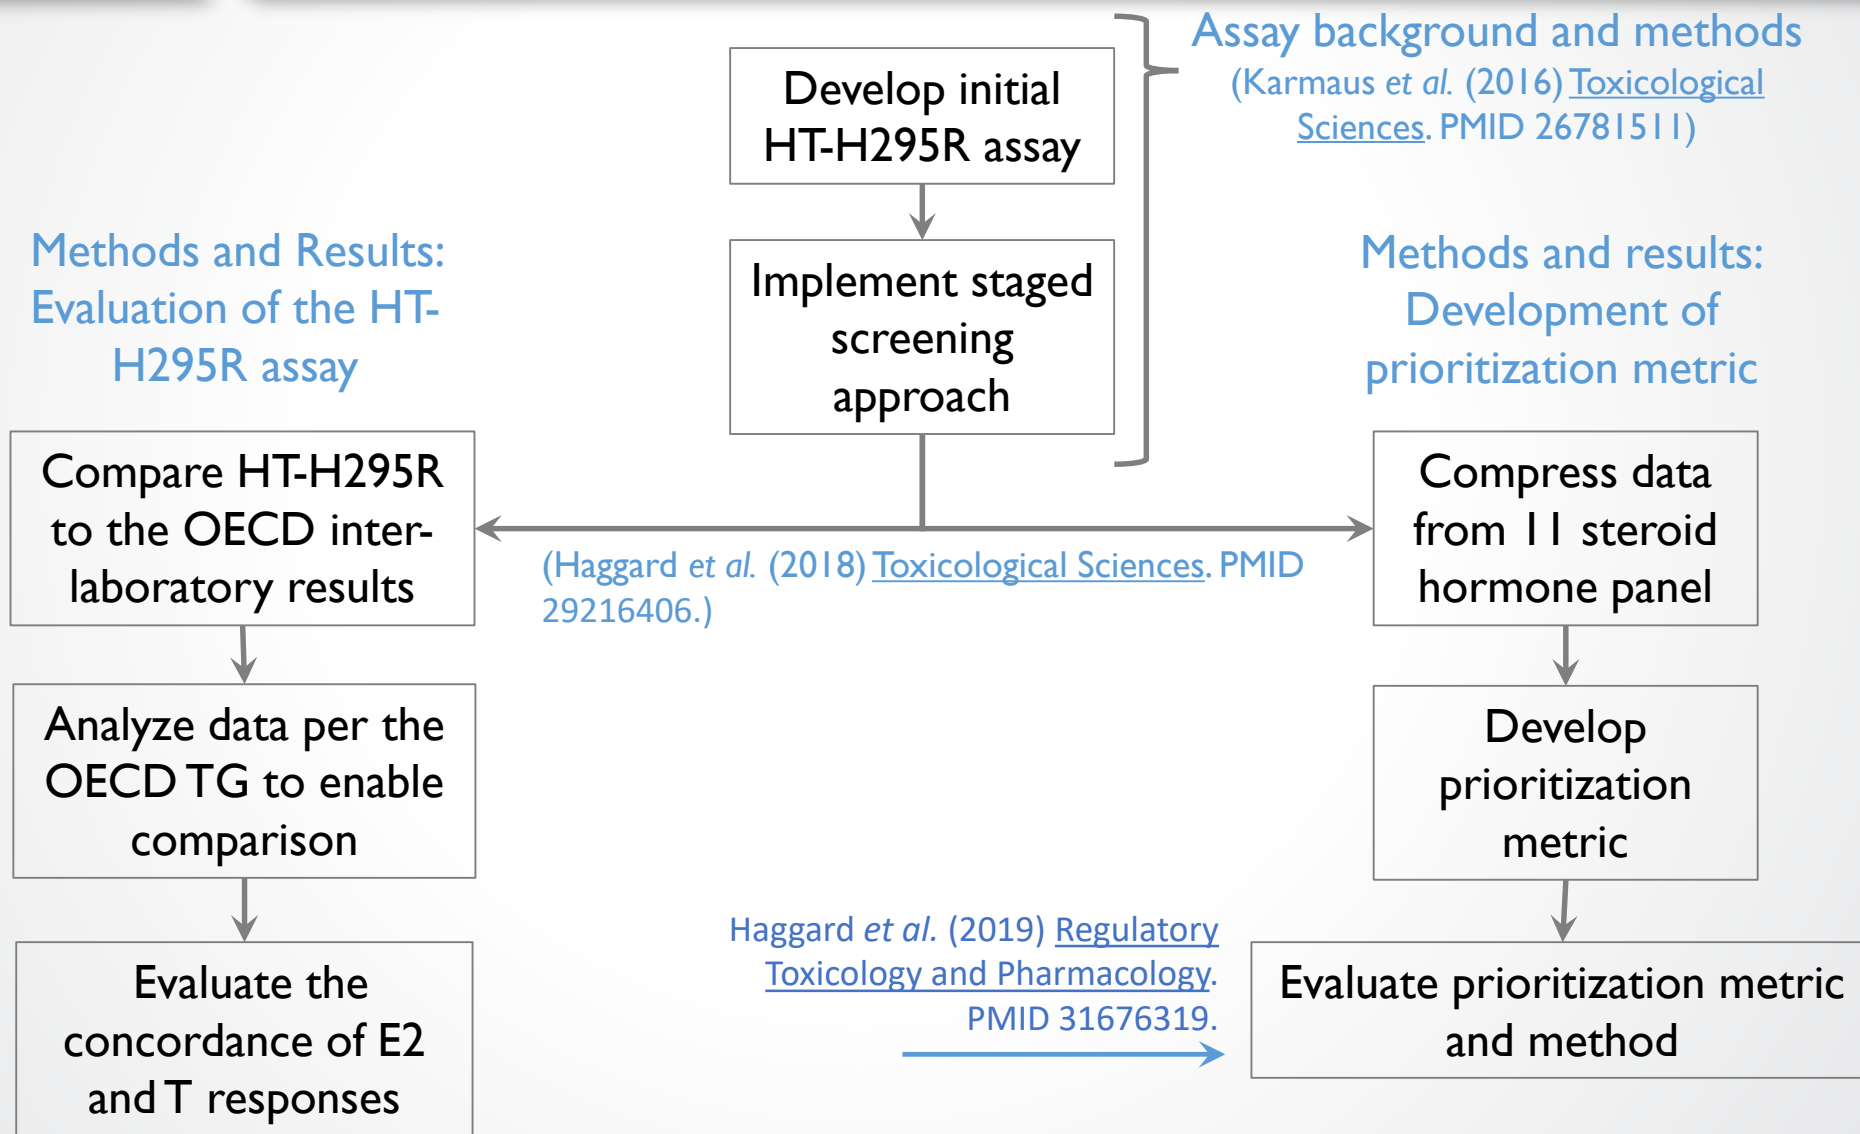 Assay background and methods
(Karmaus et al. (2016) Toxicological
Sciences. PMID 26781511)
Develop initial
HT-H295R assay
Implement staged
screening
approach
Methods and Results:
Evaluation of the HT-
H295R assay
Compare HT-H295R
to the OECD inter-
laboratory results
Analyze data per the
OECD TG to enable
comparison
Evaluate the
concordance of E2
and T responses
(Haggard et al. (2018) Toxicological Sciences. PMID
29216406.)
Methods and results:
Development of
prioritization metric
Compress data
from 11 steroid
hormone panel
Develop
prioritization
metric
Haggard et al. (2019) Regulatory
Toxicology and Pharmacology.
PMID 31676319.
Evaluate prioritization metric
and method